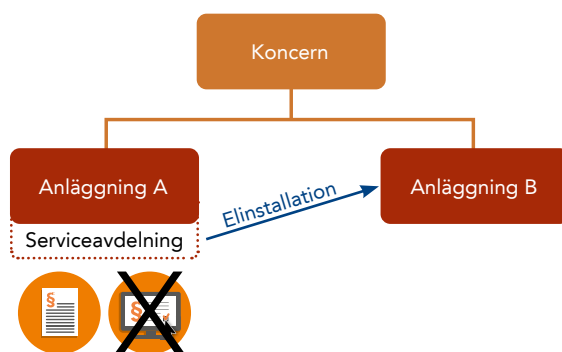 Koncern
Anläggning A
Anläggning B
Elinstallation
Serviceavdelning
§
§